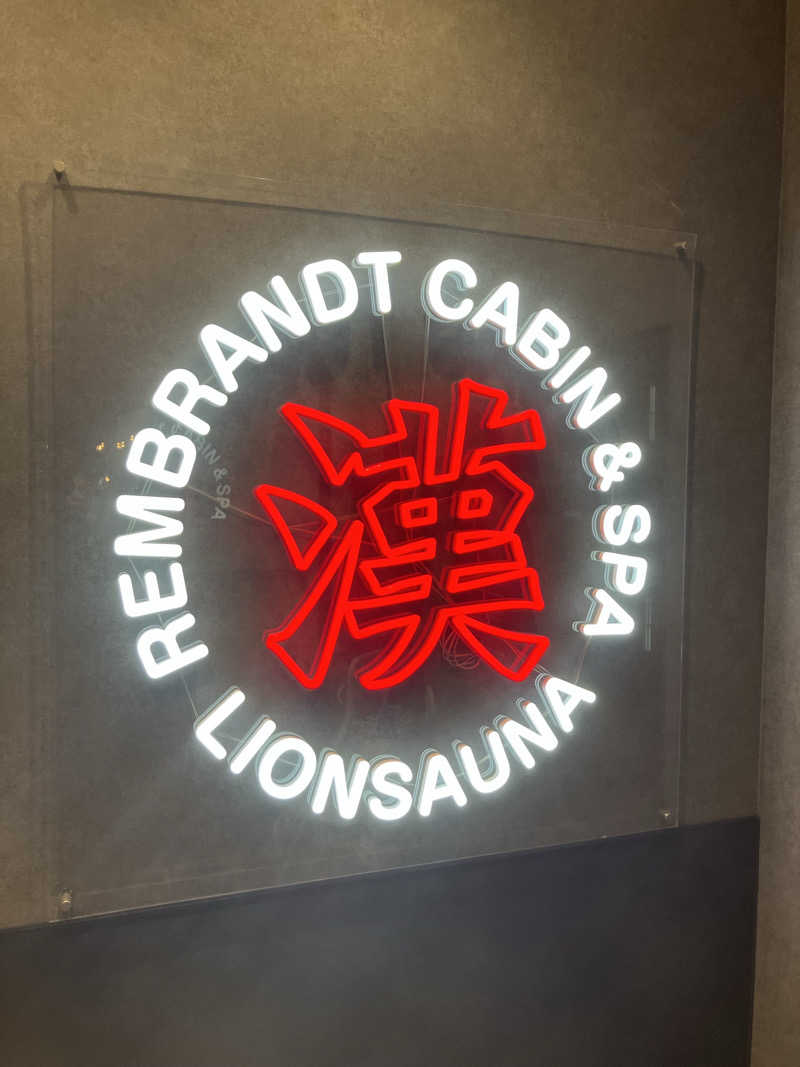 REMBRANDT CABIN & SPA
漢
LIONSAUNA